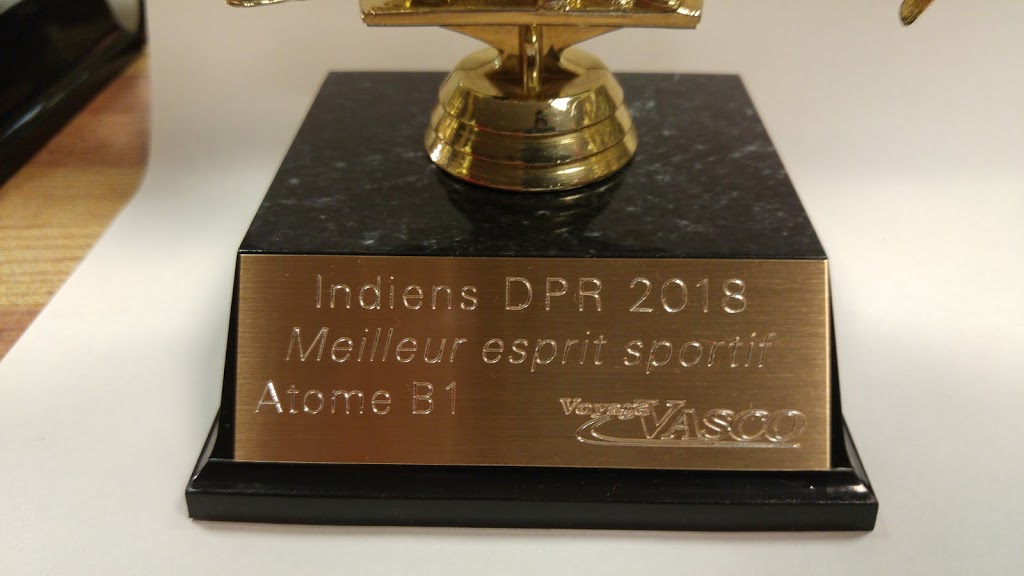 Indiens DPR 2018
Meilleur esprit sportif
Atome B1
Voyage VASCO